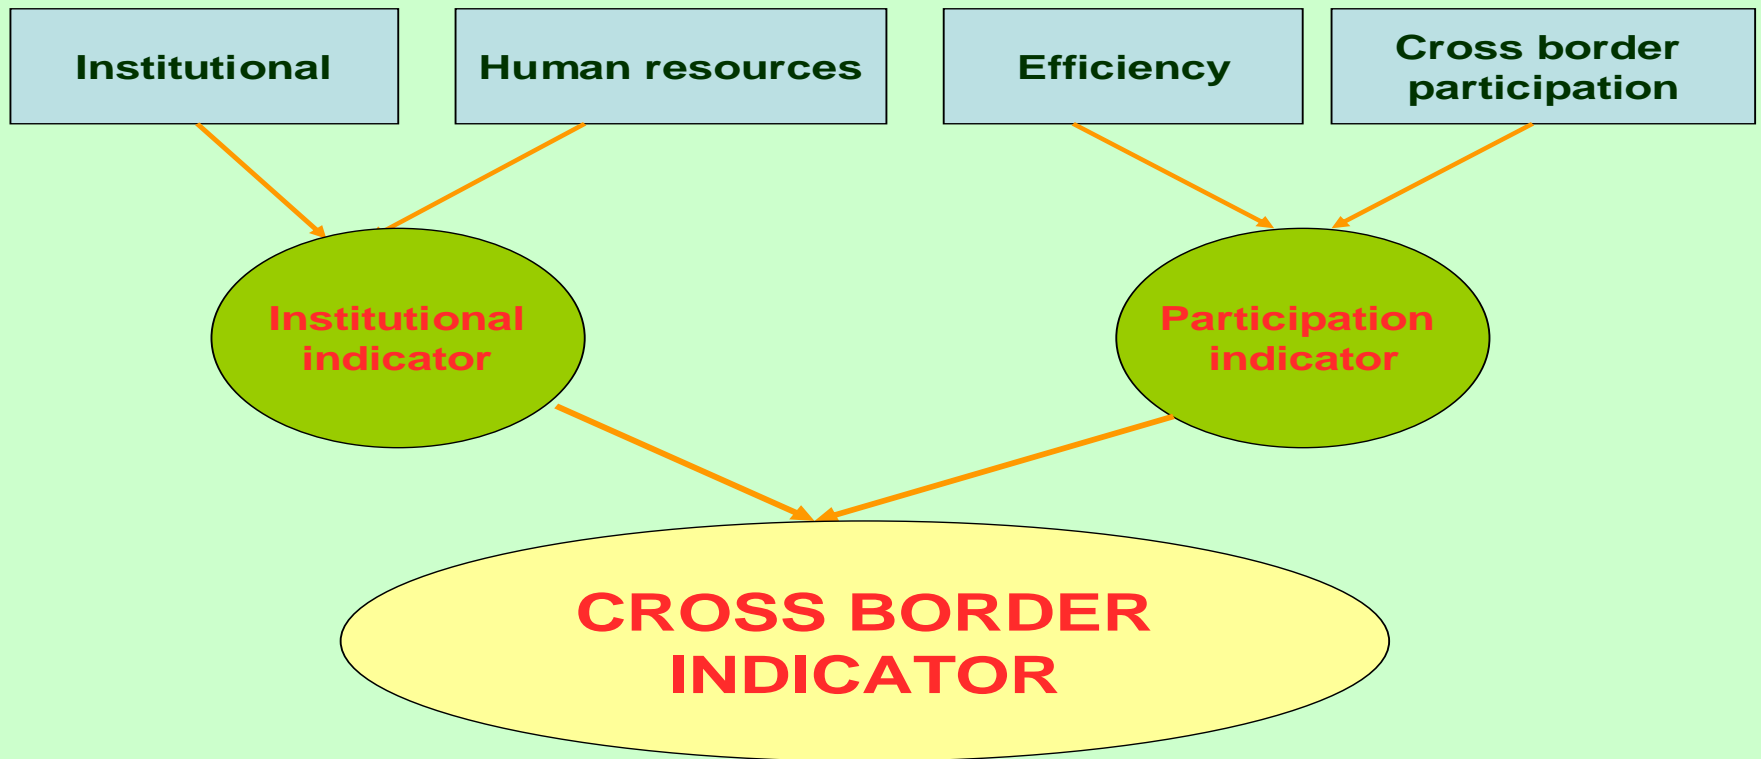 Institutional
Human resources
Efficiency
Cross border
participation
Institutional
indicator
Participation
indicator
CROSS BORDER
INDICATOR